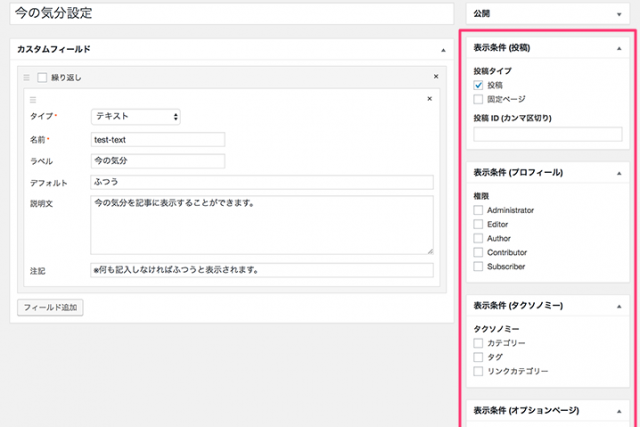 今の気分設定
カスタムフィールド
繰り返し
タイプ*
テキスト
名前*
test-text
ラベル
今の気分
デフォルト
ふつう
説明文
今の気分を記事に表示することができます。
注記
※何も記入しなければふつうと表示されます。
フィールド追加
公開
表示条件 (投稿)
投稿タイプ
投稿
固定ページ
投稿 ID (カンマ区切り)
表示条件 (プロフィール)
権限
Administrator
Editor
Author
Contributor
Subscriber
表示条件 (タクソノミー)
タクソノミー
カテゴリー
タグ
リンクカテゴリー
表示条件 (オプションページ)